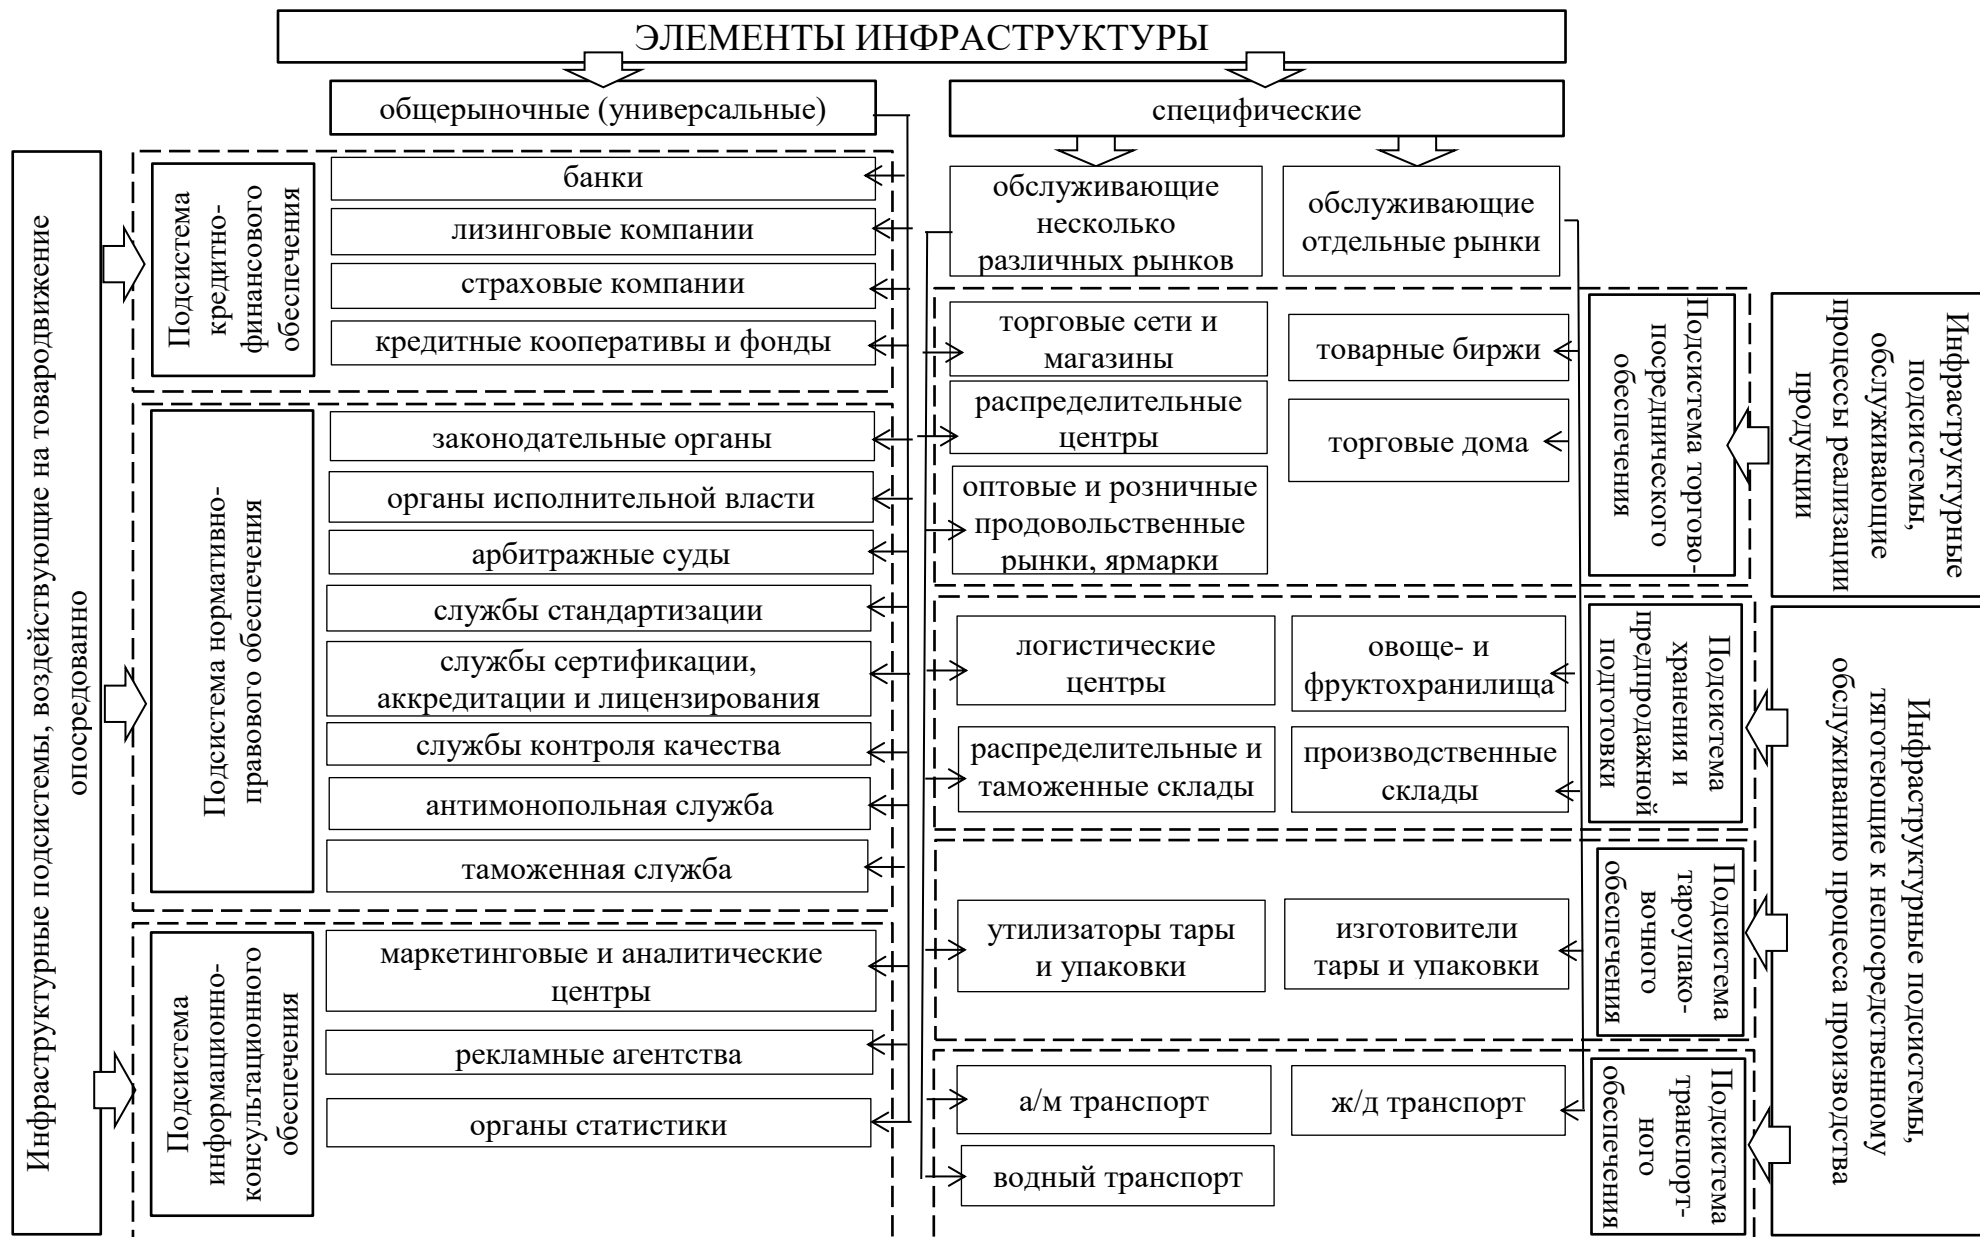 ЭЛЕМЕНТЫ ИНФРАСТРУКТУРЫ
общерыночные (универсальные)
специфические
Инфраструктурные подсистемы, воздействующие на товародвижение
опосредованно
Подсистема
кредитно-
финансового
обеспечения
банки
лизинговые компании
страховые компании
кредитные кооперативы и фонды
Подсистема нормативно-
правового обеспечения
законодательные органы
органы исполнительной власти
арбитражные суды
службы стандартизации
службы сертификации,
аккредитации и лицензирования
службы контроля качества
антимонопольная служба
таможенная служба
Подсистема
информационно-
консультационного
обеспечения
маркетинговые и аналитические
центры
рекламные агентства
органы статистики
обслуживающие
несколько
различных рынков
обслуживающие
отдельные рынки
торговые сети и
магазины
товарные биржи
распределительные
центры
торговые дома
оптовые и розничные
продовольственные
рынки, ярмарки
Подсистема торгово-
посреднического
обеспечения
Инфраструктурные
подсистемы,
обслуживающие
процессы реализации
продукции
логистические
центры
овоще- и
фруктохранилища
распределительные и
таможенные склады
производственные
склады
Подсистема
хранения и
предпродажной
подготовки
утилизаторы тары
и упаковки
изготовители
тары и упаковки
Подсистема
тароупако-
вочного
обеспечения
а/м транспорт
ж/д транспорт
водный транспорт
Подсистема
транспорт-
ного
обеспечения
Инфраструктурные подсистемы,
тяготеющие к непосредственному
обслуживанию процесса производства